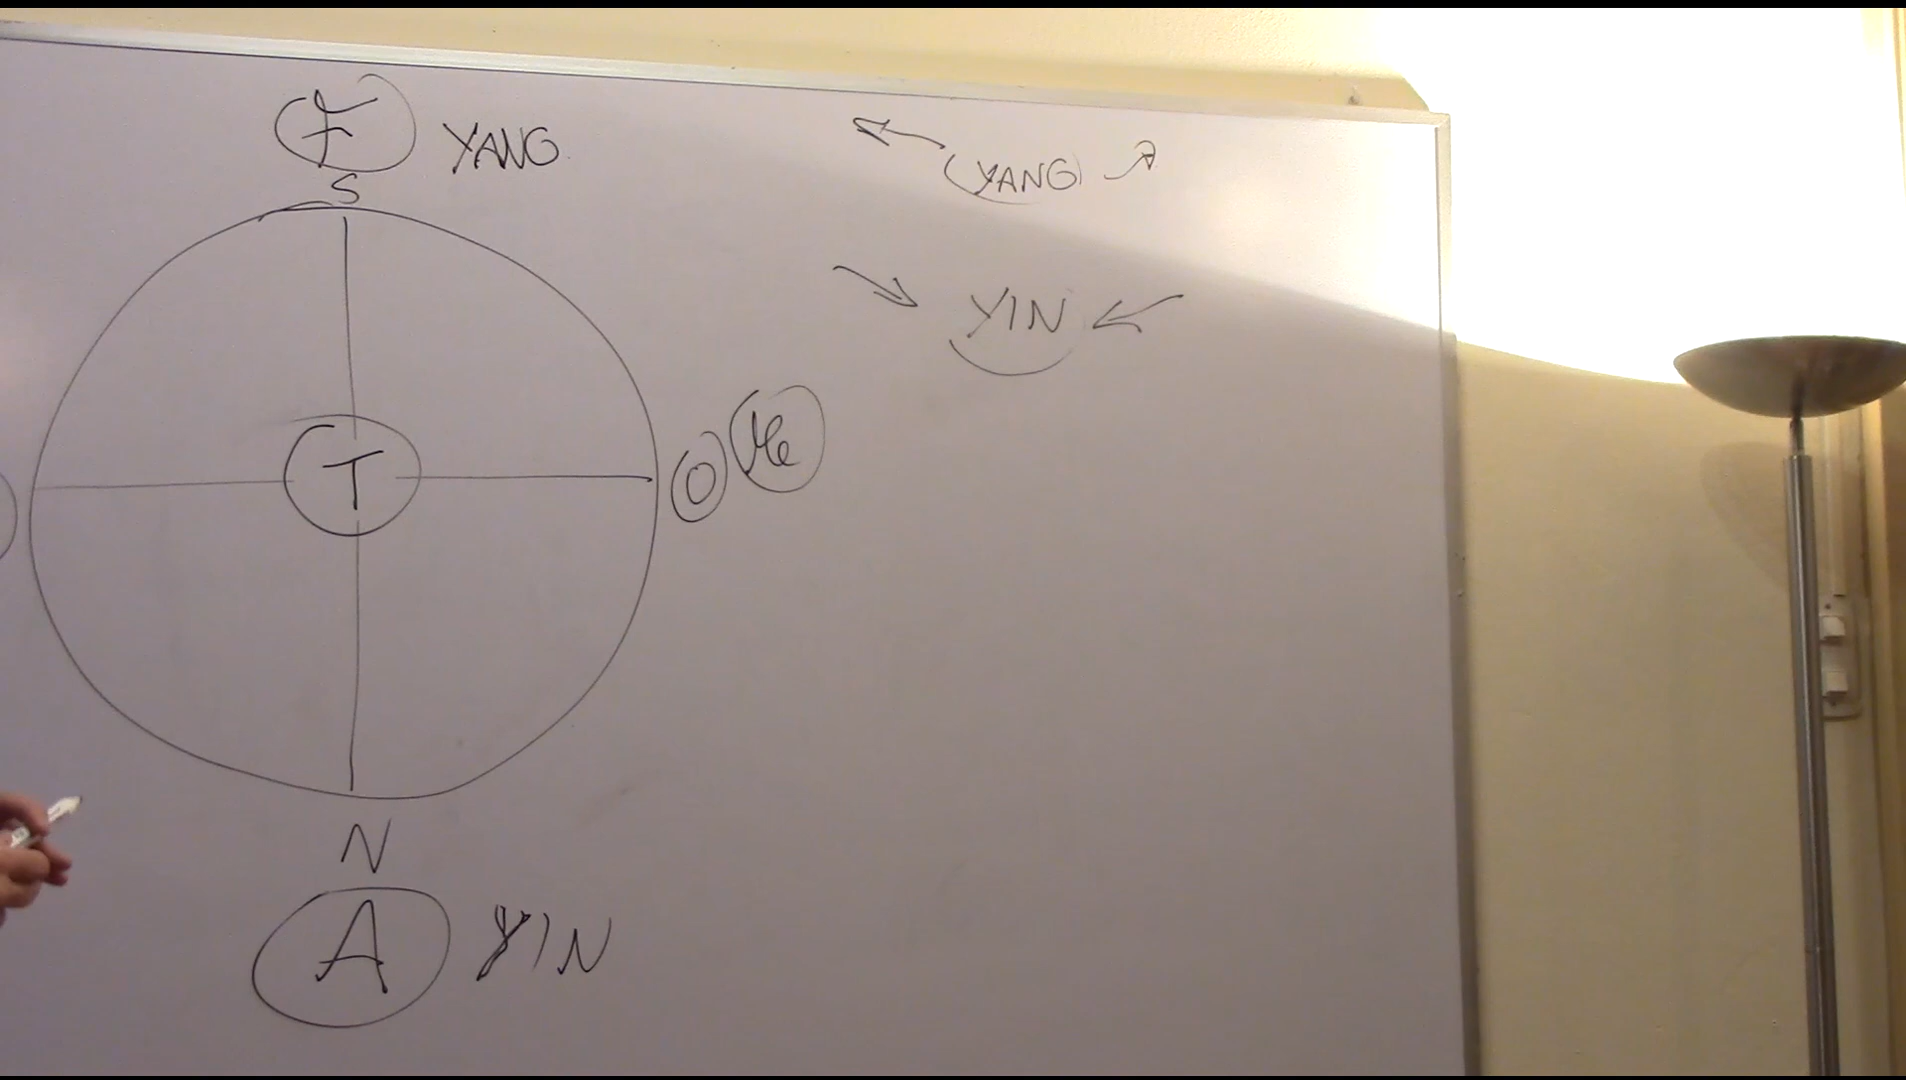 F YANG
S
YANG
YIN
T
O Me
N
A YIN